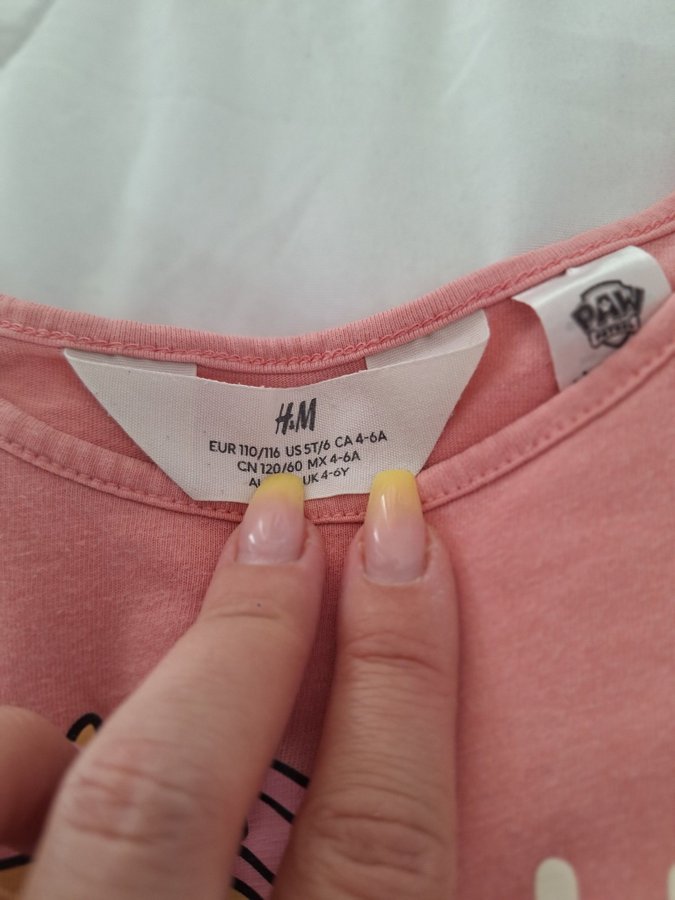 H&M
EUR 110/116 US 5T/6 CA 4-6A
CN 120/60 MX 4-6A
UK 4-6Y
PAW
PATROL